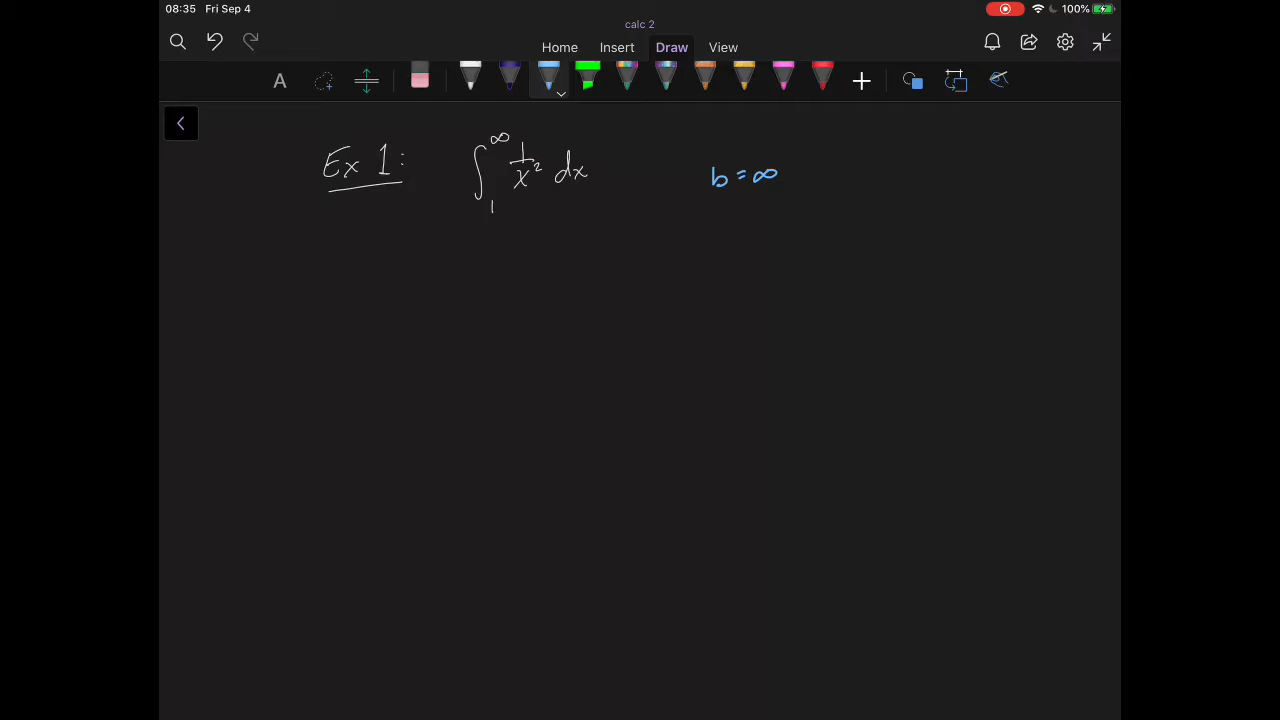 08:35 Fri Sep 4 100%
calc 2
Home Insert Draw View
A
Ex 1: ∫₁^∞ 1/x² dx b = ∞